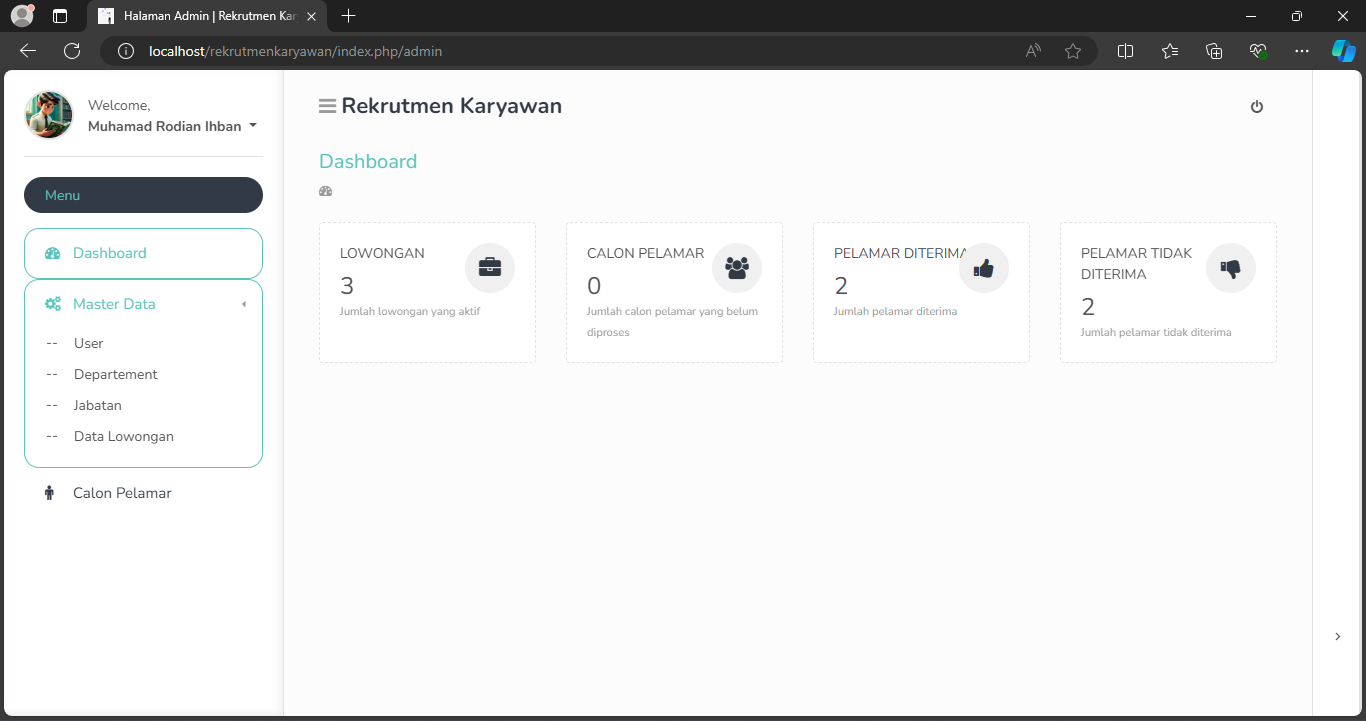 Halaman Admin | Rekrutmen Kar
localhost/rekrutmenkaryawan/index.php/admin
Welcome,
Muhamad Rodian Ihban
Menu
Dashboard
Master Data
-- User
-- Departement
-- Jabatan
-- Data Lowongan
Calon Pelamar
Rekrutmen Karyawan
Dashboard
LOWONGAN
3
Jumlah lowongan yang aktif
CALON PELAMAR
0
Jumlah calon pelamar yang belum
diproses
PELAMAR DITERIMA
2
Jumlah pelamar diterima
PELAMAR TIDAK
DITERIMA
2
Jumlah pelamar tidak diterima